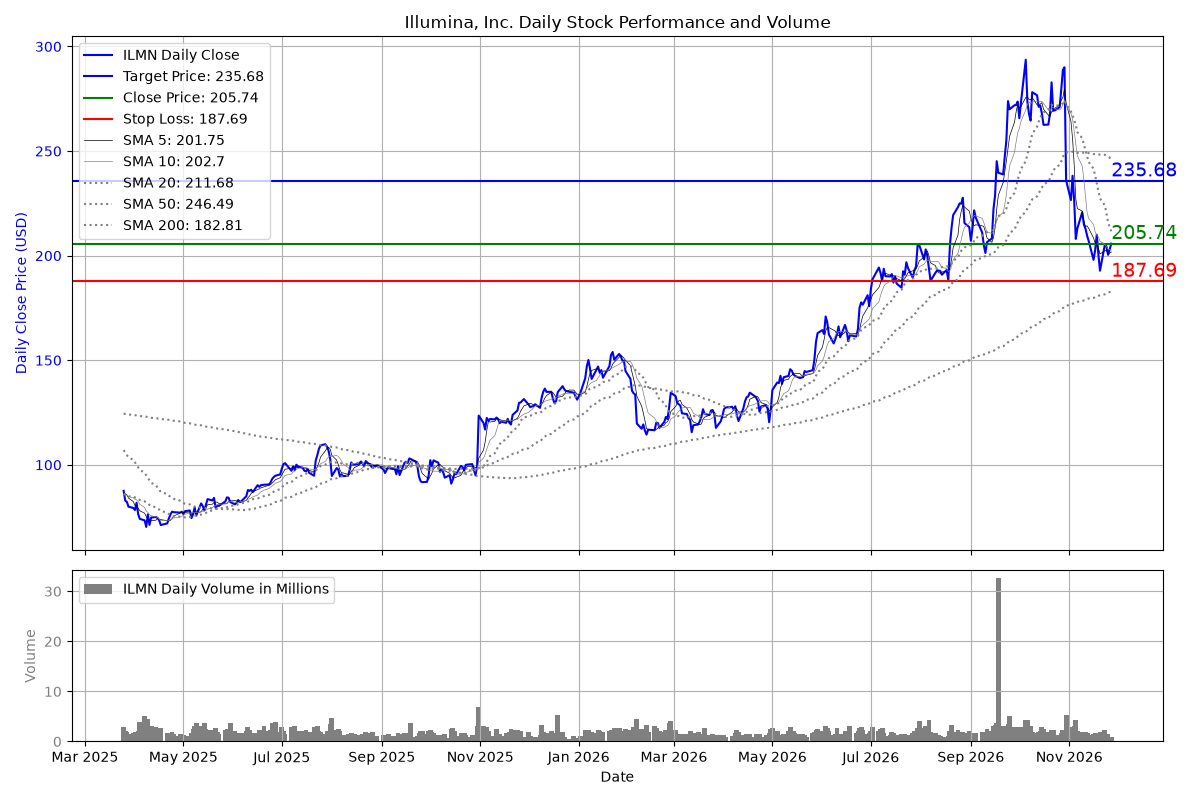 Illumina, Inc. Daily Stock Performance and Volume
300
250
200
150
100
Daily Close Price (USD)
ILMN Daily Close
Target Price: 235.68
Close Price: 205.74
Stop Loss: 187.69
SMA 5: 201.75
SMA 10: 202.7
SMA 20: 211.68
SMA 50: 246.49
SMA 200: 182.81
235.68
205.74
187.69
30
20
10
0
Volume
ILMN Daily Volume in Millions
Mar 2025 May 2025 Jul 2025 Sep 2025 Nov 2025 Jan 2026 Mar 2026 May 2026 Jul 2026 Sep 2026 Nov 2026
Date